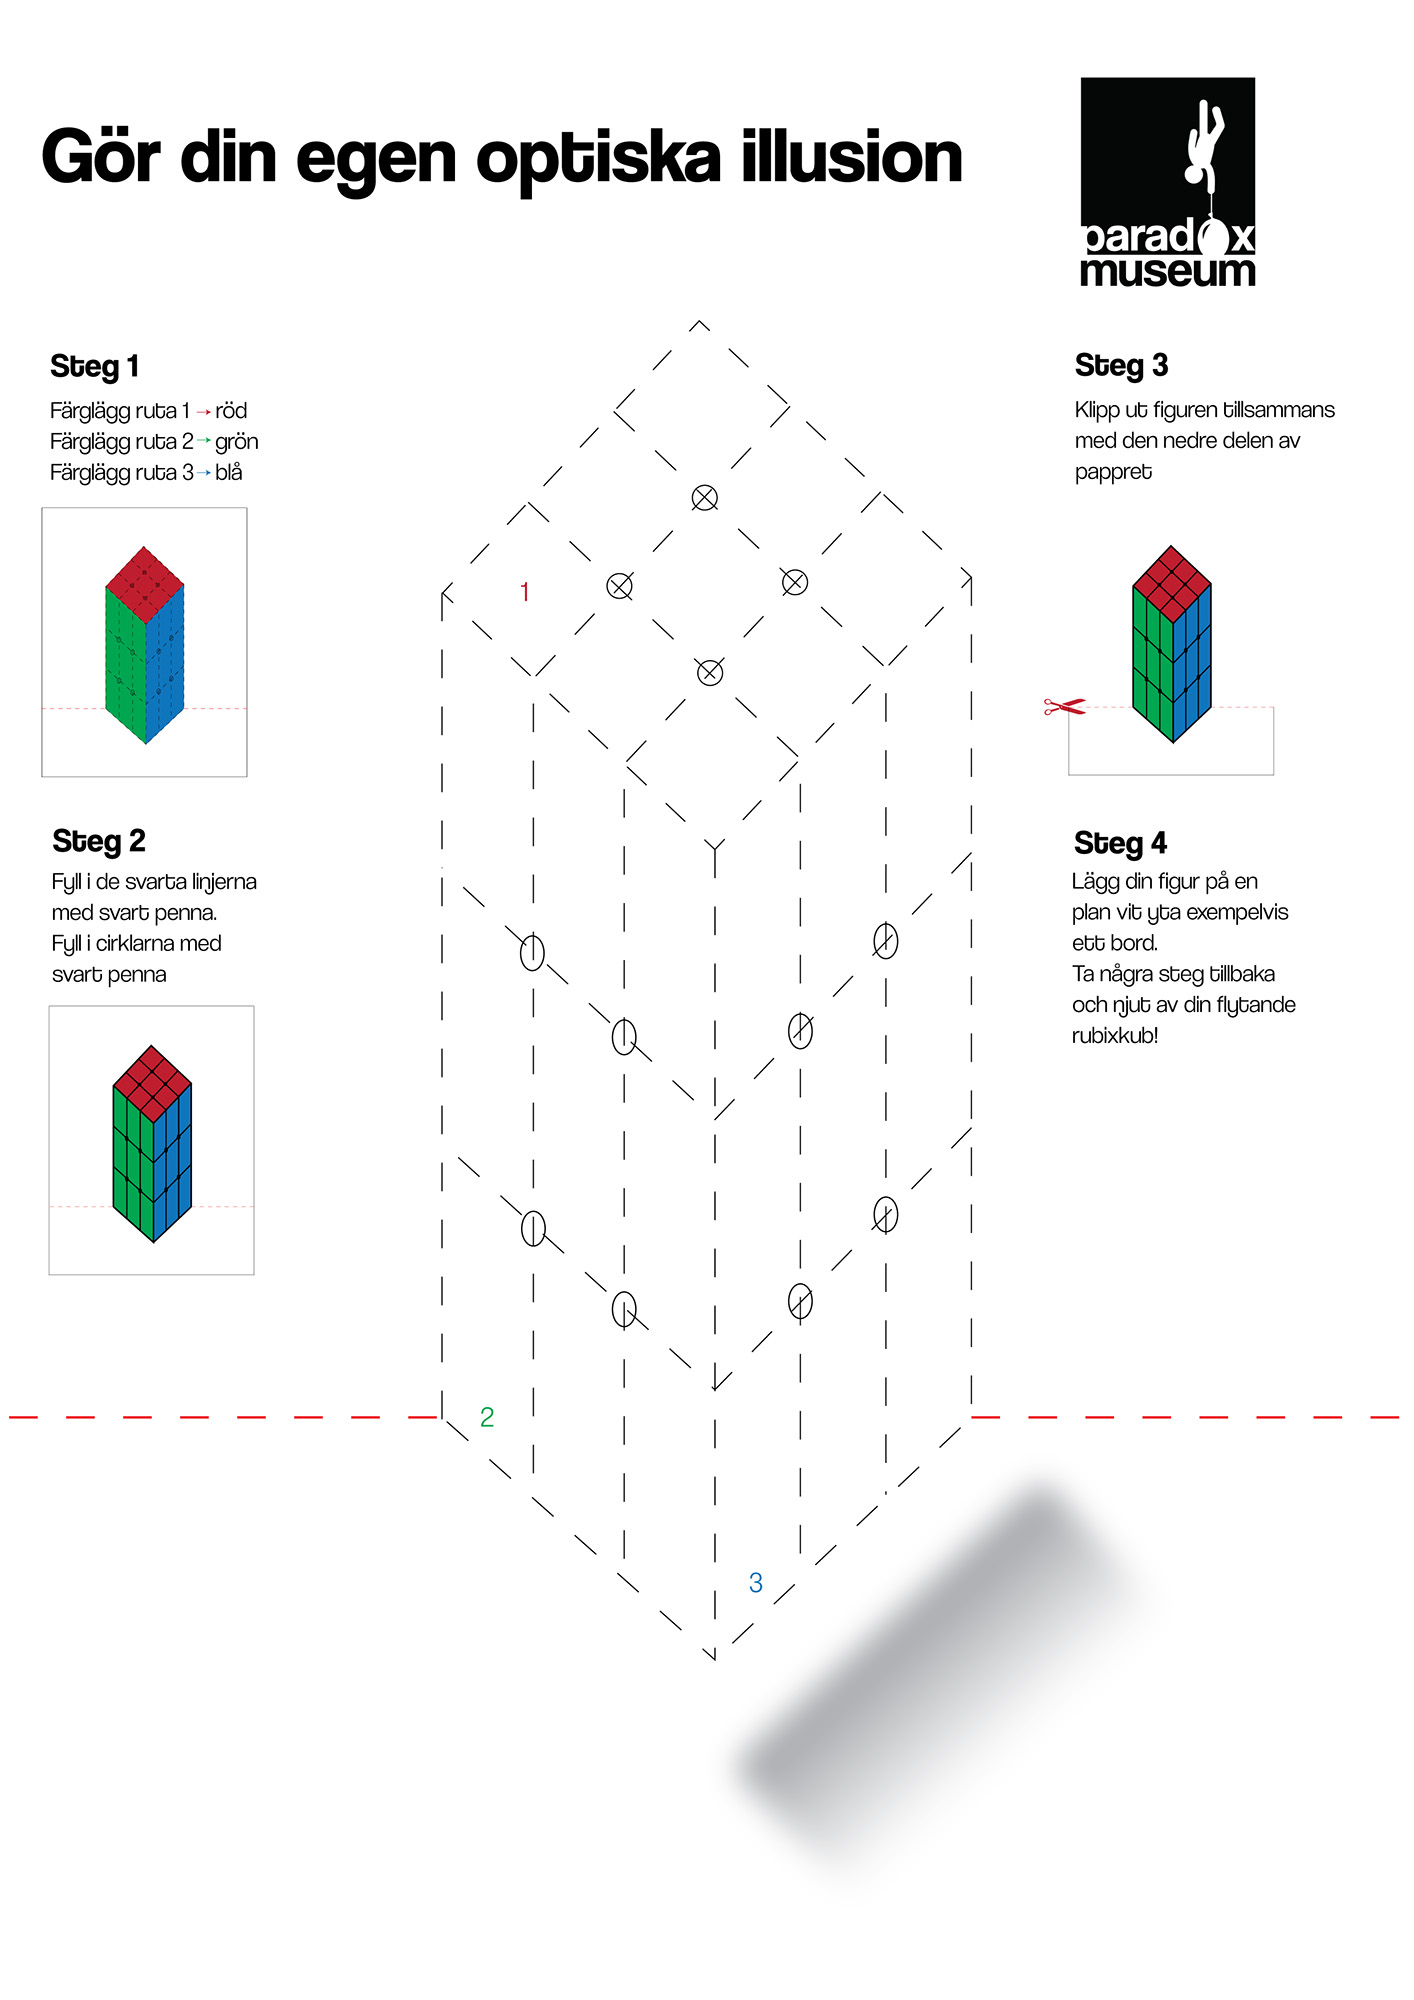 Gör din egen optiska illusion
paradox
museum
Steg 1
Färglägg ruta 1 → röd
Färglägg ruta 2 → grön
Färglägg ruta 3 → blå
Steg 2
Fyll i de svarta linjerna
med svart penna.
Fyll i cirklarna med
svart penna
Steg 3
Klipp ut figuren tillsammans
med den nedre delen av
pappret
Steg 4
Lägg din figur på en
plan vit yta exempelvis
ett bord.
Ta några steg tillbaka
och njut av din flytande
rubixkub!
1
2
3